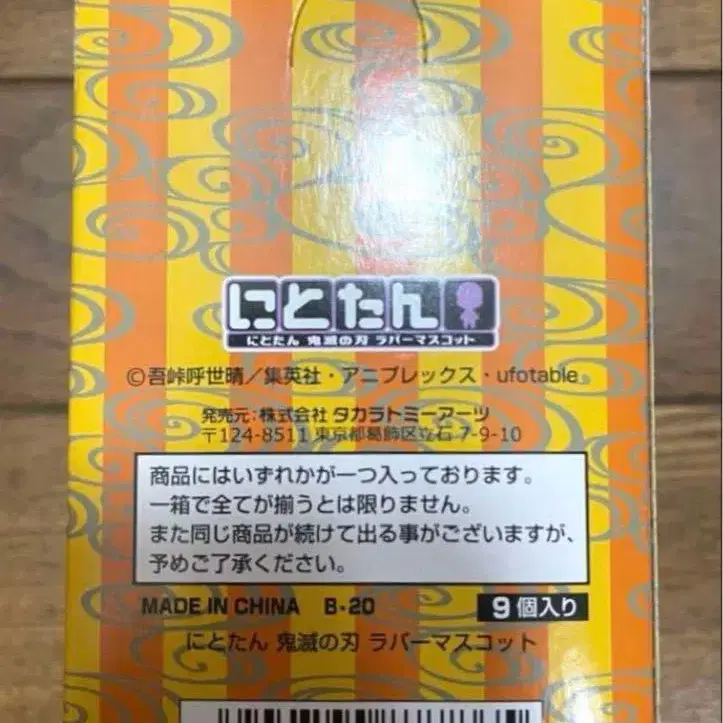 にとたん
にとたん 鬼滅の刃 ラバーマスコット
©吾峠呼世晴／集英社・アニプレックス・ufotable
発売元：株式会社 タカラトミーアーツ
〒124-8511 東京都葛飾区立石 7-9-10
商品にはいずれかが一つ入っております。
一箱で全てが揃うとは限りません。
また同じ商品が続けて出る事がございますが、
予めご了承ください。
MADE IN CHINA B・20 9個入り
にとたん 鬼滅の刃 ラバーマスコット